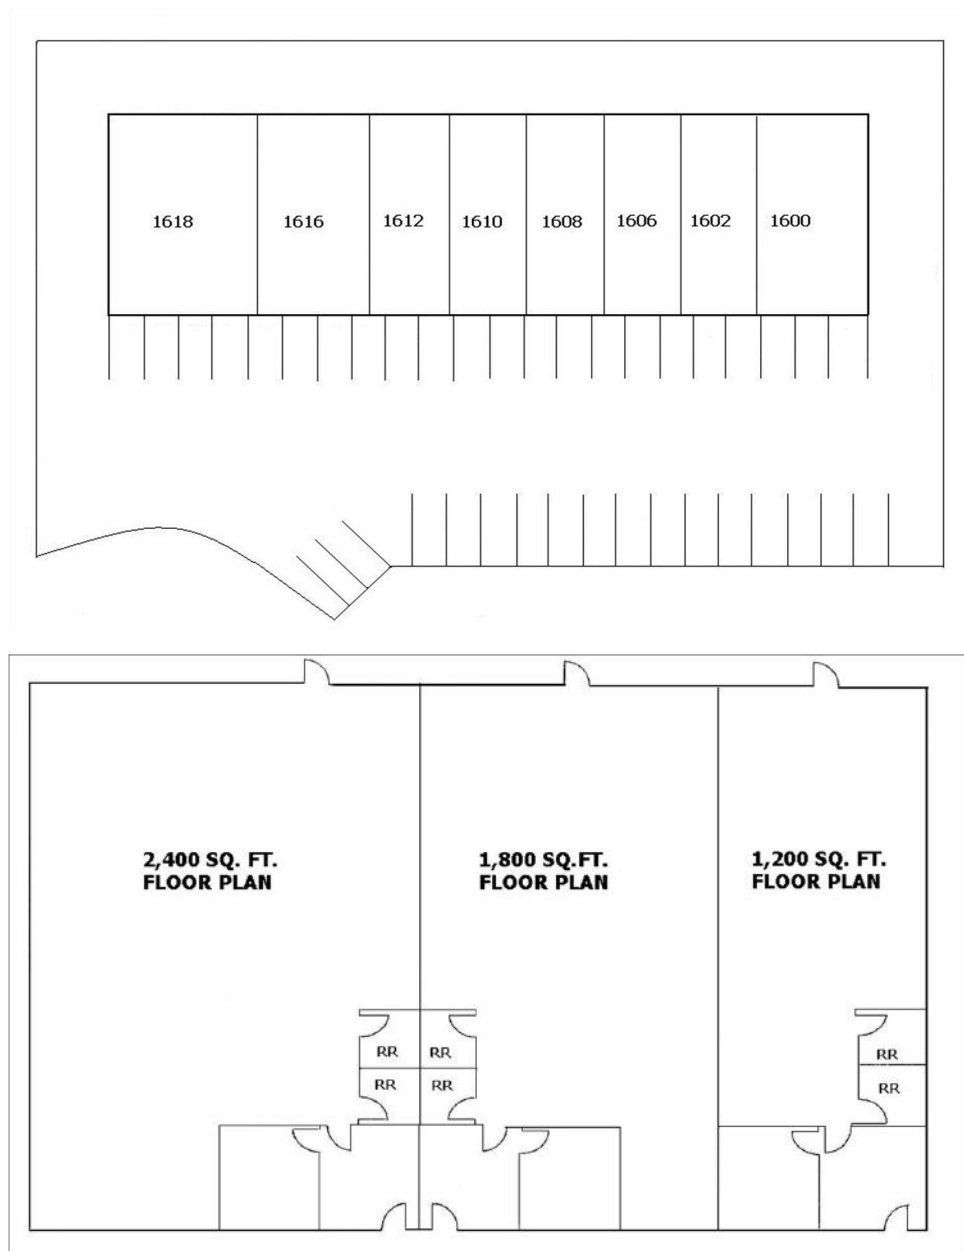 1618
1616
1612
1610
1608
1606
1602
1600
2,400 SQ. FT.
FLOOR PLAN
1,800 SQ.FT.
FLOOR PLAN
1,200 SQ. FT.
FLOOR PLAN
RR
RR
RR
RR
RR
RR